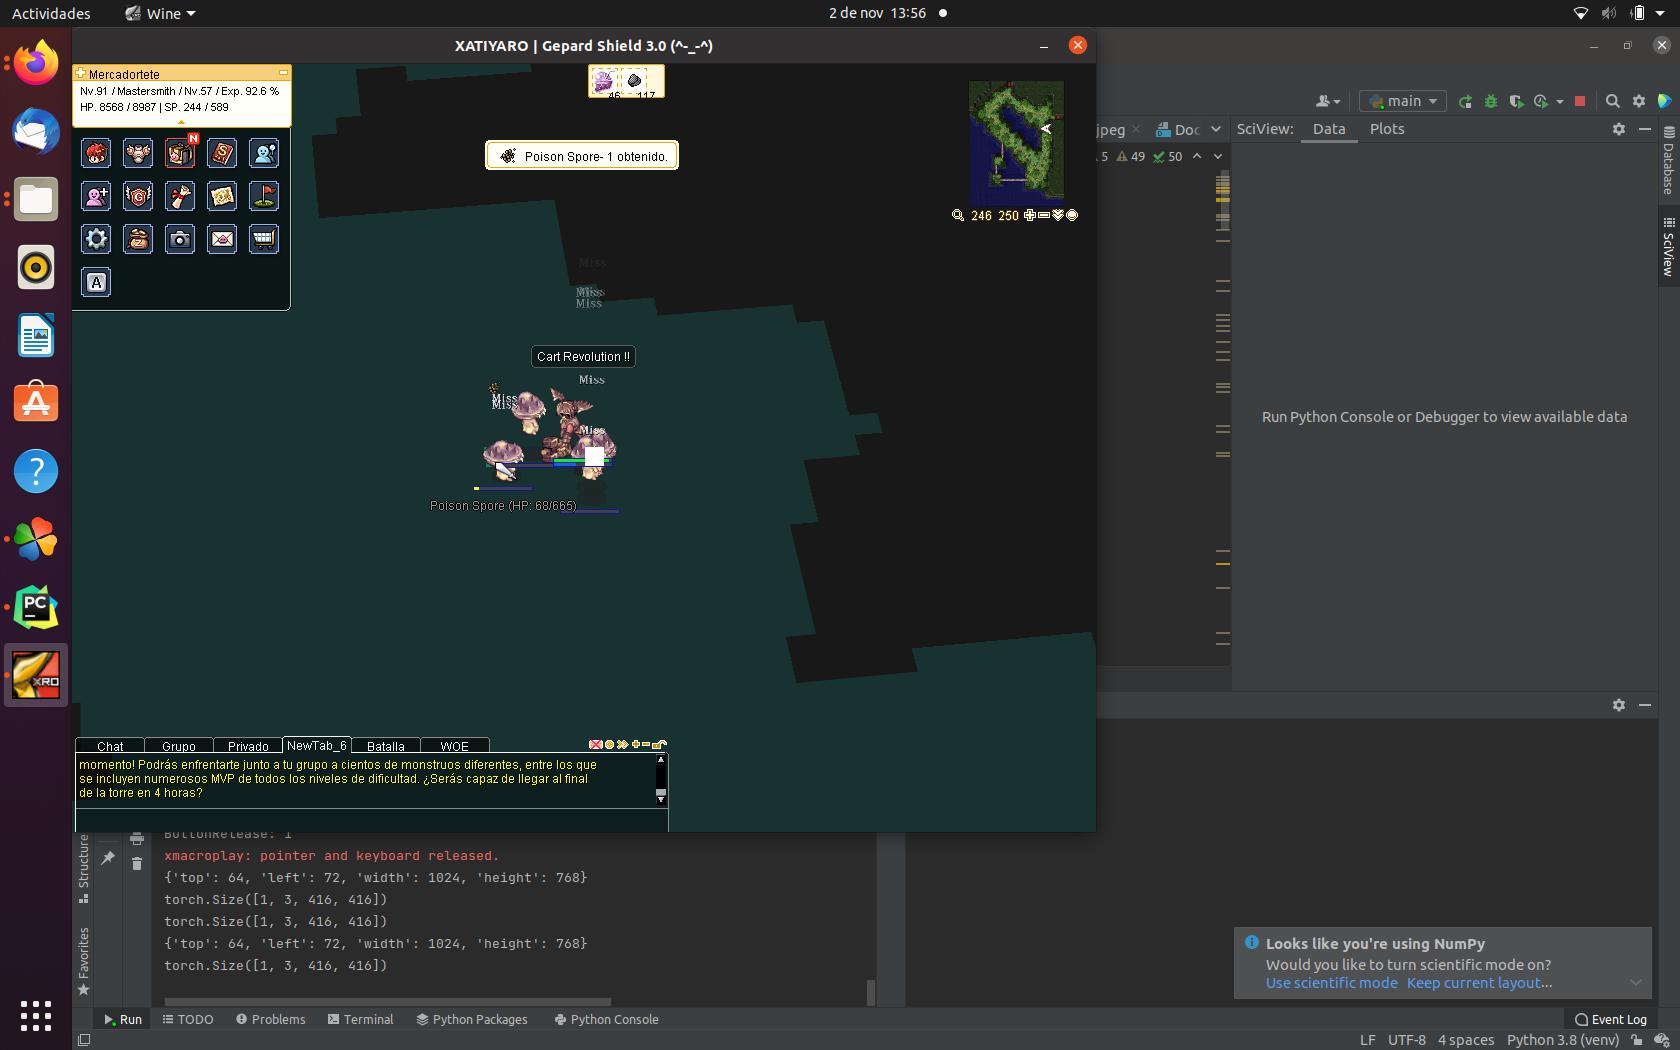 Actividades
Wine
2 de nov 13:56
XATIYARO | Gepard Shield 3.0 (^-_-^)
Mercadortete
Nv.91 / Mastersmith / Nv.57 / Exp. 92.6 %
HP. 8568 / 8987 | SP. 244 / 589
N
A
46 117
Poison Spore- 1 obtenido.
246 250
Miss
Miss
Miss
Cart Revolution !!
Miss
Miss
Miss
Miss
Poison Spore (HP: 68/665)
Chat Grupo Privado NewTab_6 Batalla WOE
momento! Podrás enfrentarte junto a tu grupo a cientos de monstruos diferentes, entre los que
se incluyen numerosos MVP de todos los niveles de dificultad. ¿Serás capaz de llegar al final
de la torre en 4 horas?
main
jpeg
Doc
SciView: Data Plots
5 49 50
Database
SciView
Run Python Console or Debugger to view available data
PC
XRO
ButtonRelease: 1
xmacroplay: pointer and keyboard released.
{'top': 64, 'left': 72, 'width': 1024, 'height': 768}
torch.Size([1, 3, 416, 416])
torch.Size([1, 3, 416, 416])
{'top': 64, 'left': 72, 'width': 1024, 'height': 768}
torch.Size([1, 3, 416, 416])
Structure
Favorites
Looks like you're using NumPy
Would you like to turn scientific mode on?
Use scientific mode Keep current layout...
Run TODO Problems Terminal Python Packages Python Console
Event Log
LF UTF-8 4 spaces Python 3.8 (venv)